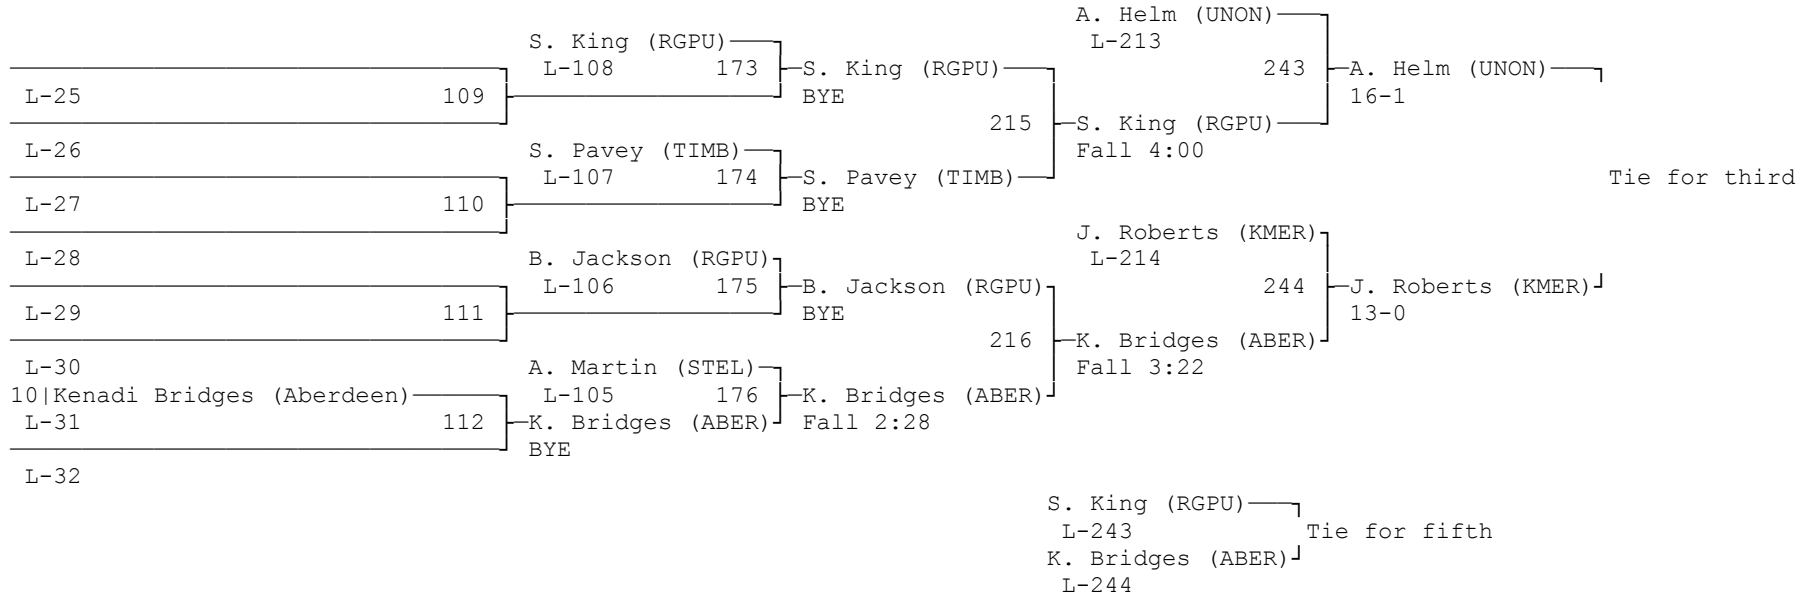 A. Helm (UNON)
S. King (RGPU) L-213
L-108 173 S. King (RGPU) 243 A. Helm (UNON)
L-25 109 BYE 16-1
215 S. King (RGPU)
L-26 S. Pavey (TIMB) Fall 4:00
L-107 174 S. Pavey (TIMB) Tie for third
L-27 110 BYE
J. Roberts (KMER)
L-28 B. Jackson (RGPU) L-214
L-106 175 B. Jackson (RGPU) 244 J. Roberts (KMER)
L-29 111 BYE 13-0
216 K. Bridges (ABER)
L-30 A. Martin (STEL) Fall 3:22
10|Kenadi Bridges (Aberdeen) L-105 176 K. Bridges (ABER)
L-31 112 K. Bridges (ABER) Fall 2:28
BYE
L-32
S. King (RGPU)
L-243 Tie for fifth
K. Bridges (ABER)
L-244